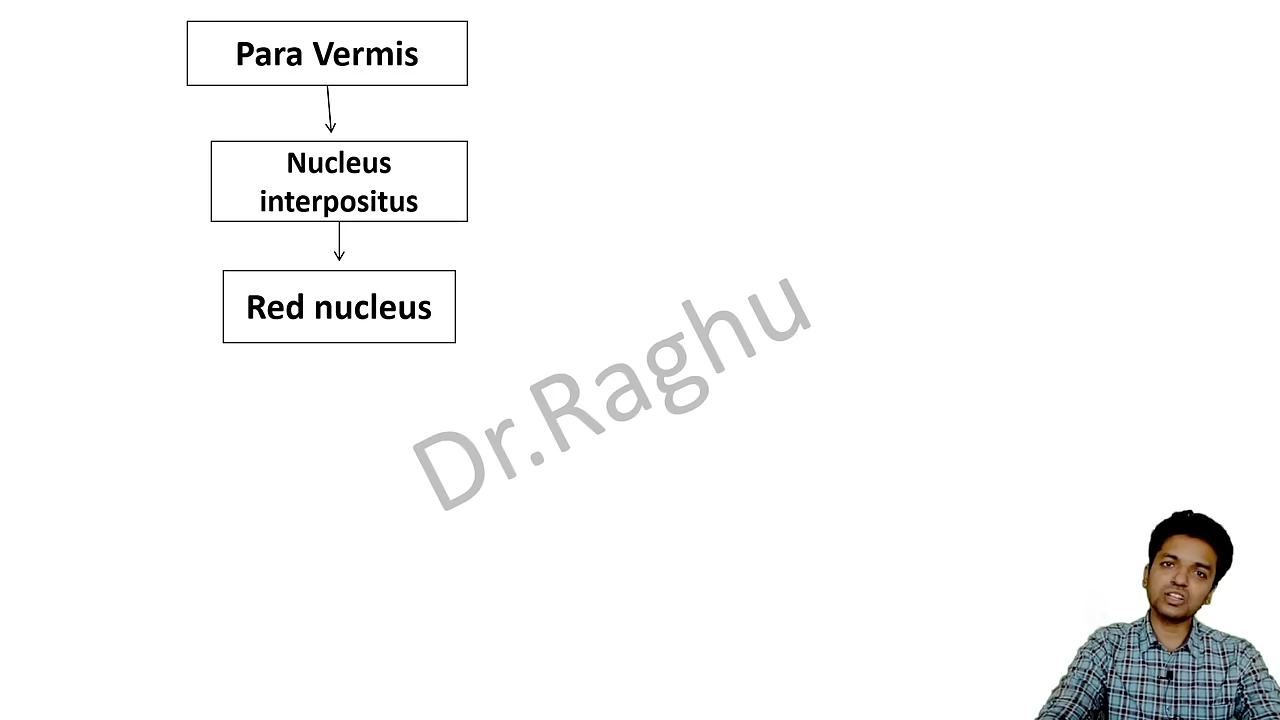 Para Vermis
Nucleus
interpositus
Red nucleus
Dr.Raghu